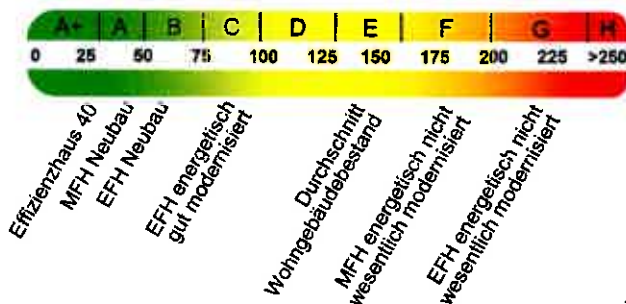 A+ A B C D E F G H
0 25 50 75 100 125 150 175 200 225 >250
Effizienzhaus 40
MFH Neubau
EFH Neubau
EFH energetisch
gut modernisiert
Durchschnitt
Wohngebäudebestand
MFH energetisch nicht
wesentlich modernisiert
EFH energetisch nicht
wesentlich modernisiert